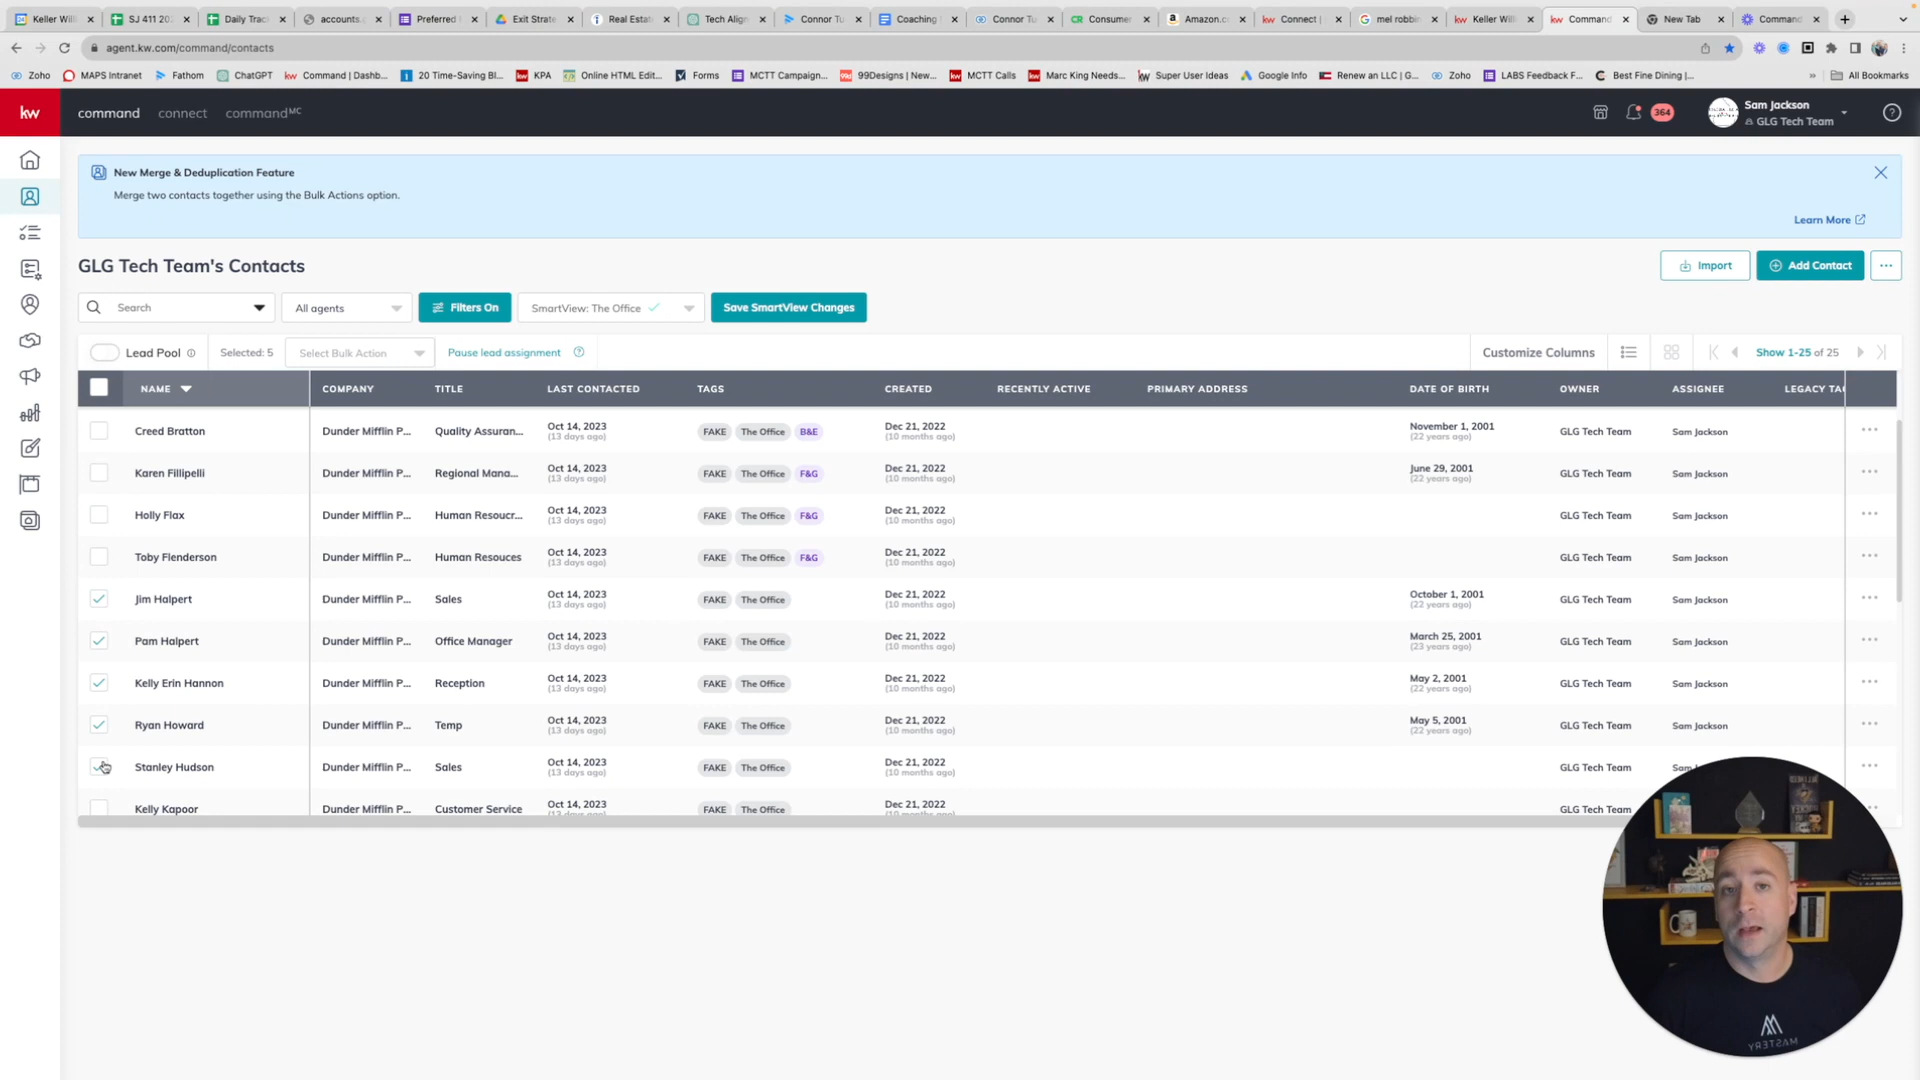 Keller Willi
SJ 411 202
Daily Trac
accounts.c
Preferred
Exit Strate
Real Estat
Tech Align
Connor Tu
Coaching
Connor Tu
Consumer
Amazon.c
Connect |
mel robbin
Keller Willi
Command
New Tab
Command
agent.kw.com/command/contacts
Zoho
MAPS Intranet
Fathom
ChatGPT
Command | Dashb...
20 Time-Saving Bl...
KPA
Online HTML Edit...
Forms
MCTT Campaign...
99Designs | New...
MCTT Calls
Marc King Needs...
Super User Ideas
Google Info
Renew an LLC | G...
Zoho
LABS Feedback F...
Best Fine Dining |...
»
All Bookmarks
kw
command
connect
commandMC
364
Sam Jackson
GLG Tech Team
New Merge & Deduplication Feature
Merge two contacts together using the Bulk Actions option.
Learn More
GLG Tech Team's Contacts
Import
Add Contact
Search
All agents
Filters On
SmartView: The Office
Save SmartView Changes
Lead Pool
Selected: 5
Select Bulk Action
Pause lead assignment
Customize Columns
Show 1-25 of 25
NAME COMPANY TITLE LAST CONTACTED TAGS CREATED RECENTLY ACTIVE PRIMARY ADDRESS DATE OF BIRTH OWNER ASSIGNEE LEGACY TA
Creed Bratton Dunder Mifflin P... Quality Assuran... Oct 14, 2023 FAKE The Office B&E Dec 21, 2022 November 1, 2001 GLG Tech Team Sam Jackson
(13 days ago) (10 months ago) (22 years ago)
Karen Fillipelli Dunder Mifflin P... Regional Mana... Oct 14, 2023 FAKE The Office F&G Dec 21, 2022 June 29, 2001 GLG Tech Team Sam Jackson
(13 days ago) (10 months ago) (22 years ago)
Holly Flax Dunder Mifflin P... Human Resoucr... Oct 14, 2023 FAKE The Office F&G Dec 21, 2022 GLG Tech Team Sam Jackson
(13 days ago) (10 months ago)
Toby Flenderson Dunder Mifflin P... Human Resouces Oct 14, 2023 FAKE The Office F&G Dec 21, 2022 GLG Tech Team Sam Jackson
(13 days ago) (10 months ago)
Jim Halpert Dunder Mifflin P... Sales Oct 14, 2023 FAKE The Office Dec 21, 2022 October 1, 2001 GLG Tech Team Sam Jackson
(13 days ago) (10 months ago) (22 years ago)
Pam Halpert Dunder Mifflin P... Office Manager Oct 14, 2023 FAKE The Office Dec 21, 2022 March 25, 2001 GLG Tech Team Sam Jackson
(13 days ago) (10 months ago) (23 years ago)
Kelly Erin Hannon Dunder Mifflin P... Reception Oct 14, 2023 FAKE The Office Dec 21, 2022 May 2, 2001 GLG Tech Team Sam Jackson
(13 days ago) (10 months ago) (22 years ago)
Ryan Howard Dunder Mifflin P... Temp Oct 14, 2023 FAKE The Office Dec 21, 2022 May 5, 2001 GLG Tech Team Sam Jackson
(13 days ago) (10 months ago) (22 years ago)
Stanley Hudson Dunder Mifflin P... Sales Oct 14, 2023 FAKE The Office Dec 21, 2022 GLG Tech Team Sam
(13 days ago) (10 months ago)
Kelly Kapoor Dunder Mifflin P... Customer Service Oct 14, 2023 FAKE The Office Dec 21, 2022 GLG Tech Team
(13 days ago) (10 months ago)
MASTERY